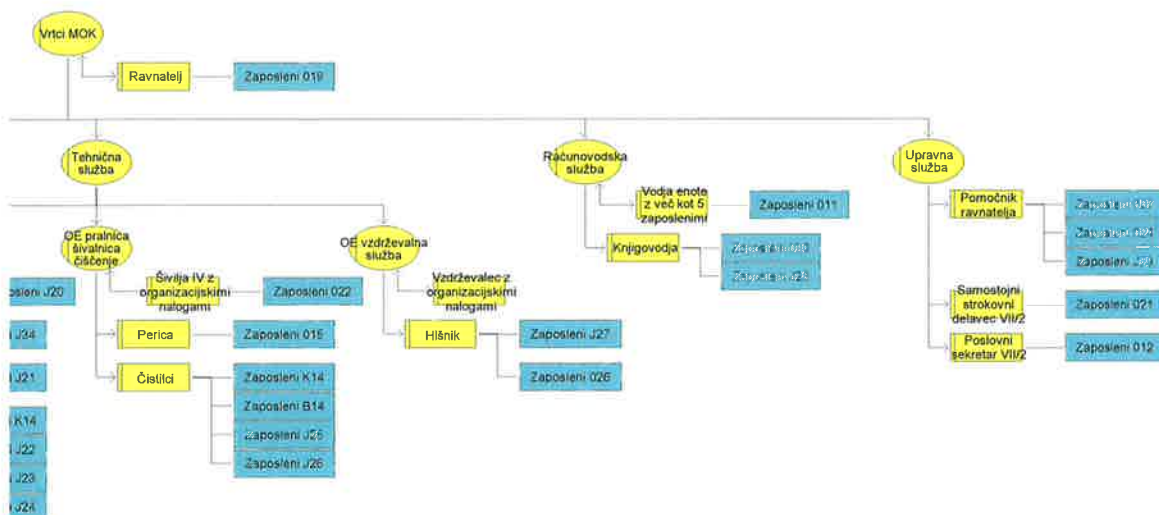 Vrtci MOK
Ravnatelj
Zaposleni 019
Tehnična
služba
Računovodska
služba
Upravna
služba
Vodja enote
z več kot 5
zaposlenimi
Zaposleni 011
Knjigovodja
Zaposleni
Zaposleni
Pomočnik
ravnatelja
Zaposleni
Zaposleni
Zaposleni
Samostojni
strokovni
delavec VII/2
Zaposleni 021
Poslovni
sekretar VII/2
Zaposleni 012
OE pralnica
šivalnica
čiščenje
Šivilja IV z
organizacijskimi
nalogami
Zaposleni 022
Perica
Zaposleni 015
Čistilci
Zaposleni K14
Zaposleni B14
Zaposleni J25
Zaposleni J26
OE vzdrževalna
služba
Vzdrževalec z
organizacijskimi
nalogami
Hišnik
Zaposleni J27
Zaposleni 026
J20
J34
J21
K14
J22
J23
J24